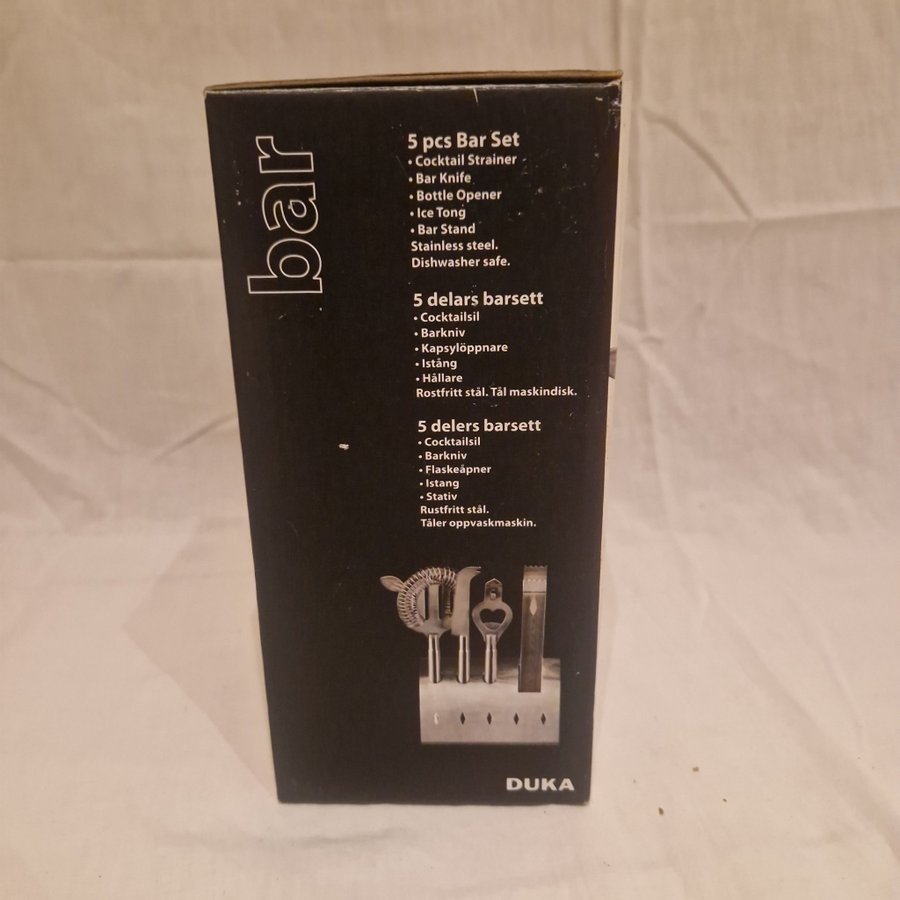 bar
5 pcs Bar Set
• Cocktail Strainer
• Bar Knife
• Bottle Opener
• Ice Tong
• Bar Stand
Stainless steel.
Dishwasher safe.
5 delars barsett
• Cocktailsil
• Barkniv
• Kapsylöppnare
• Istång
• Hållare
Rostfritt stål. Tål maskindisk.
5 delers barsett
• Cocktailsil
• Barkniv
• Flaskeåpner
• Istang
• Stativ
Rustfritt stål.
Tåler oppvaskmaskin.
DUKA